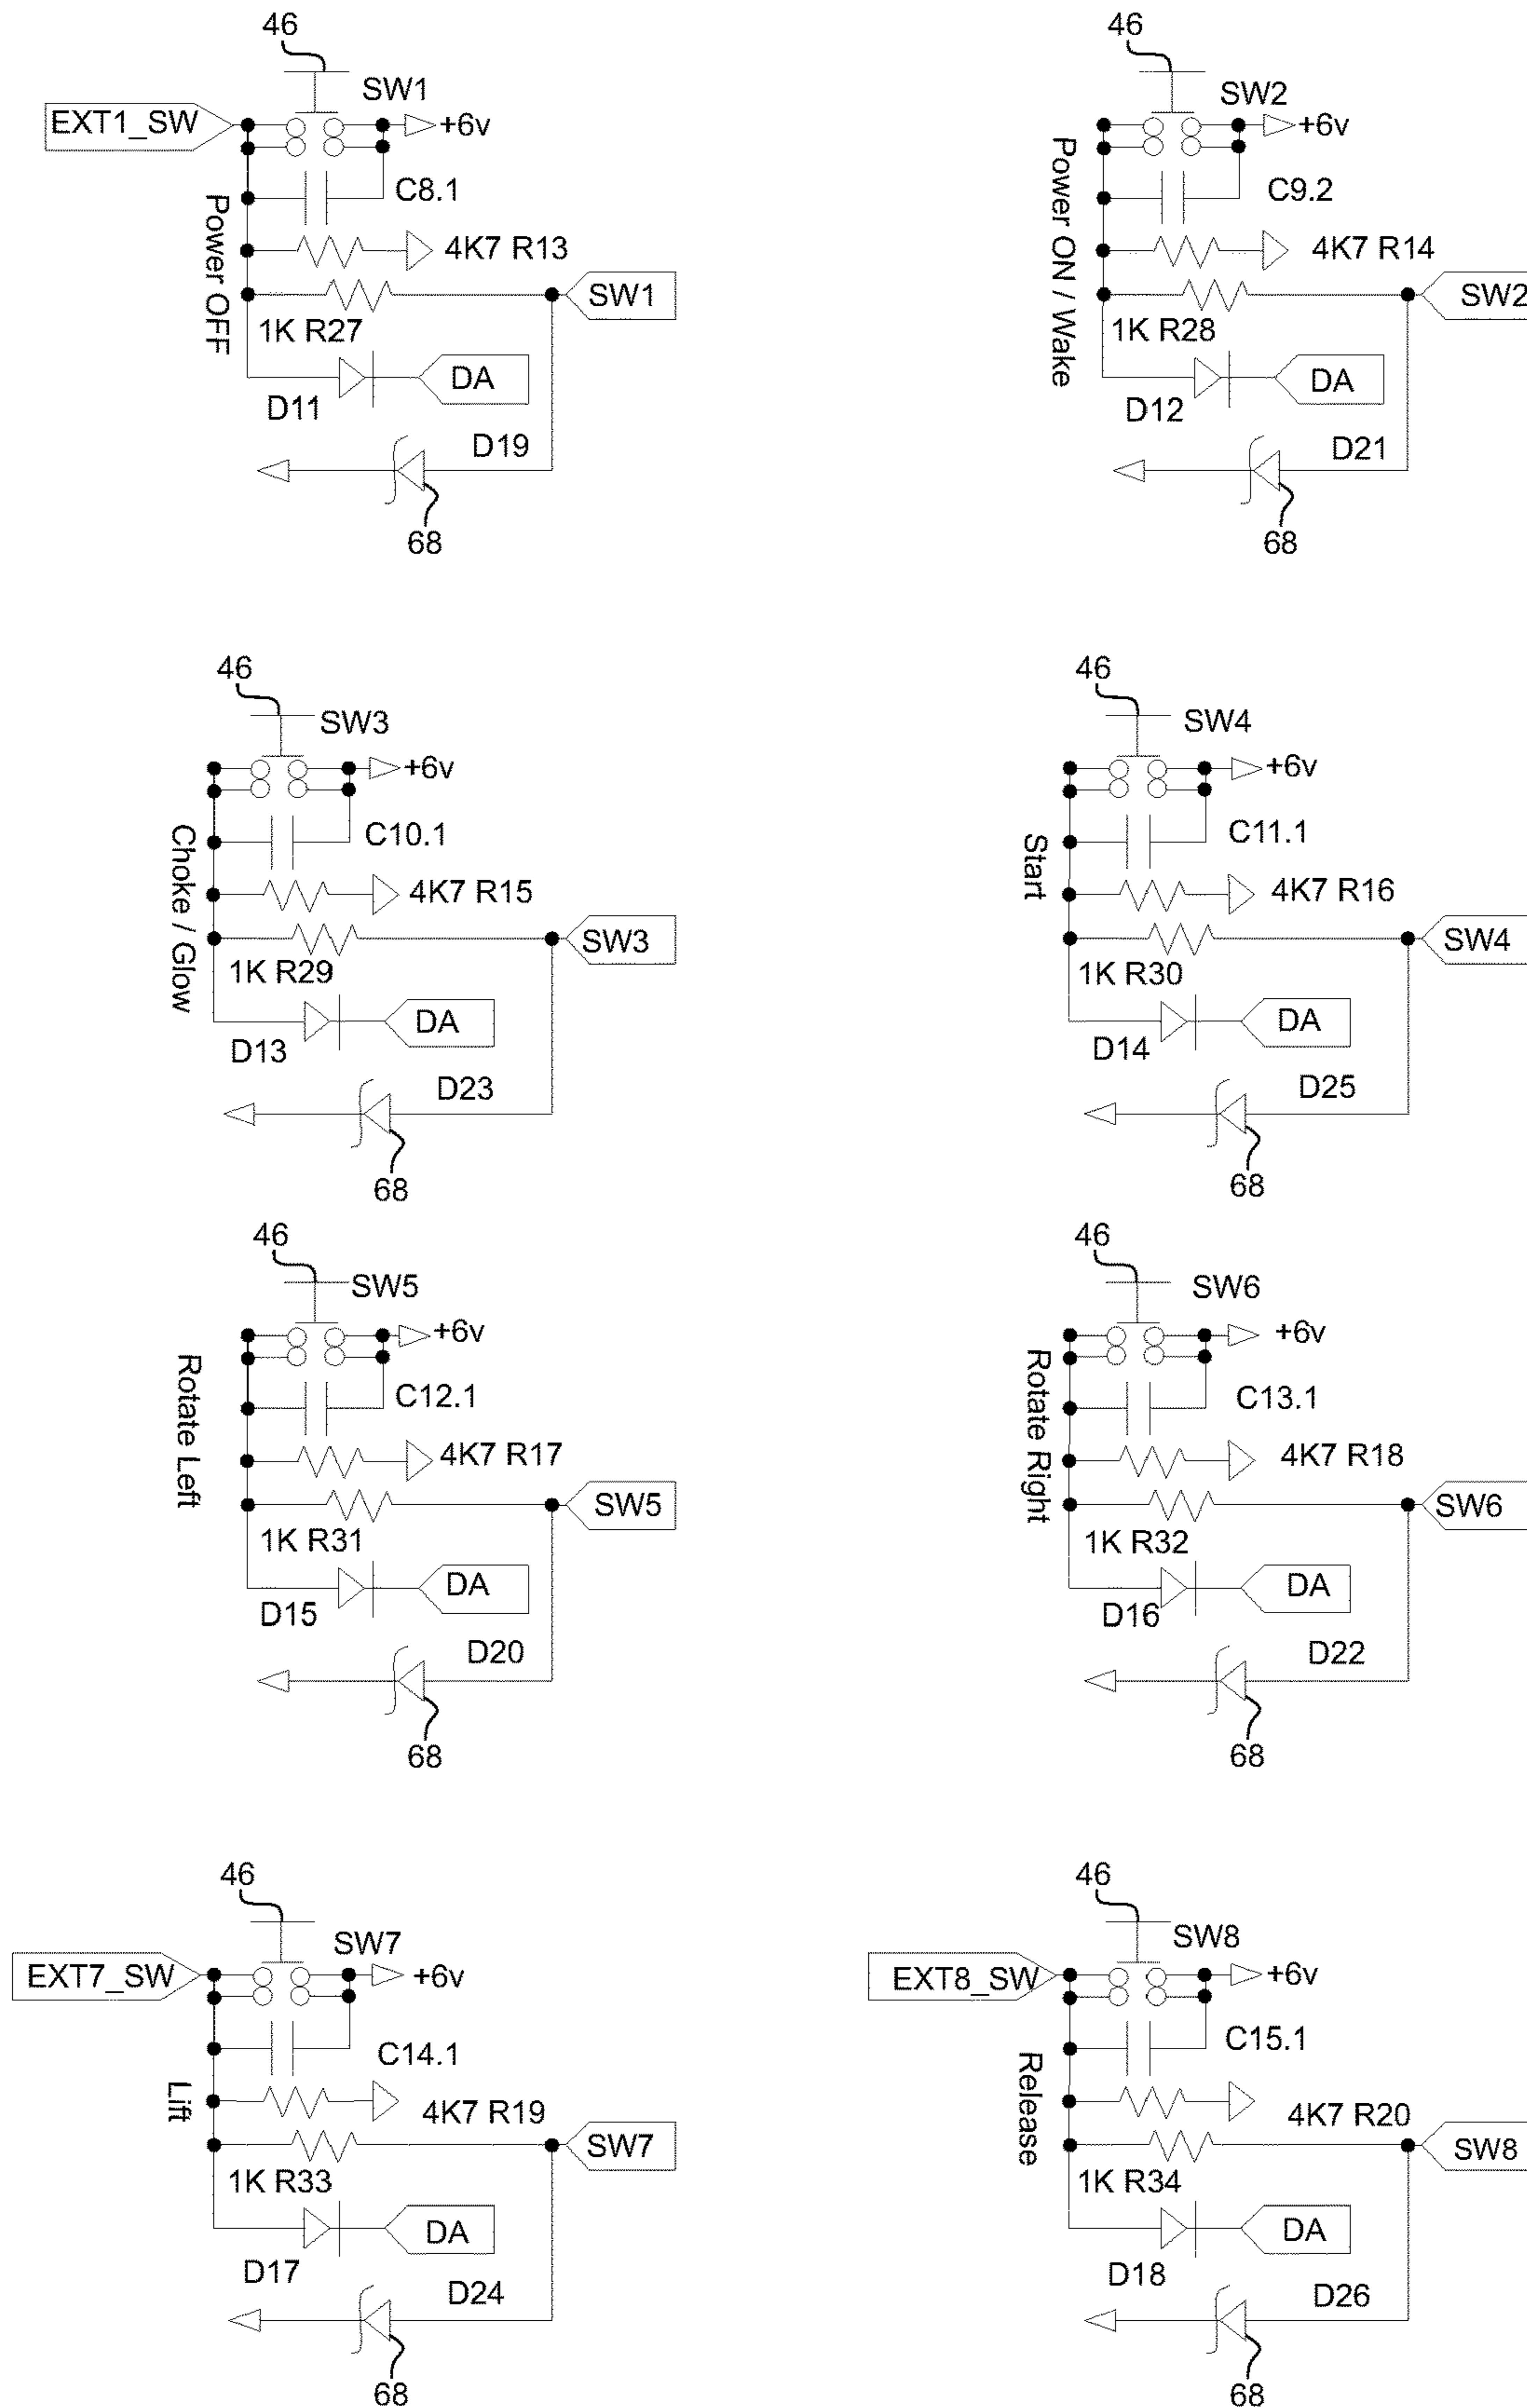 46
SW1
EXT1_SW
+6v
C8.1
Power OFF
4K7 R13
SW1
1K R27
DA
D11
D19
68
46
SW2
+6v
C9.2
Power ON / Wake
4K7 R14
SW2
1K R28
DA
D12
D21
68
46
SW3
+6v
C10.1
Choke / Glow
4K7 R15
SW3
1K R29
DA
D13
D23
68
46
SW4
+6v
C11.1
Start
4K7 R16
SW4
1K R30
DA
D14
D25
68
46
SW5
+6v
C12.1
Rotate Left
4K7 R17
SW5
1K R31
DA
D15
D20
68
46
SW6
+6v
C13.1
Rotate Right
4K7 R18
SW6
1K R32
DA
D16
D22
68
46
SW7
EXT7_SW
+6v
C14.1
Lift
4K7 R19
SW7
1K R33
DA
D17
D24
68
46
SW8
EXT8_SW
+6v
C15.1
Release
4K7 R20
SW8
1K R34
DA
D18
D26
68